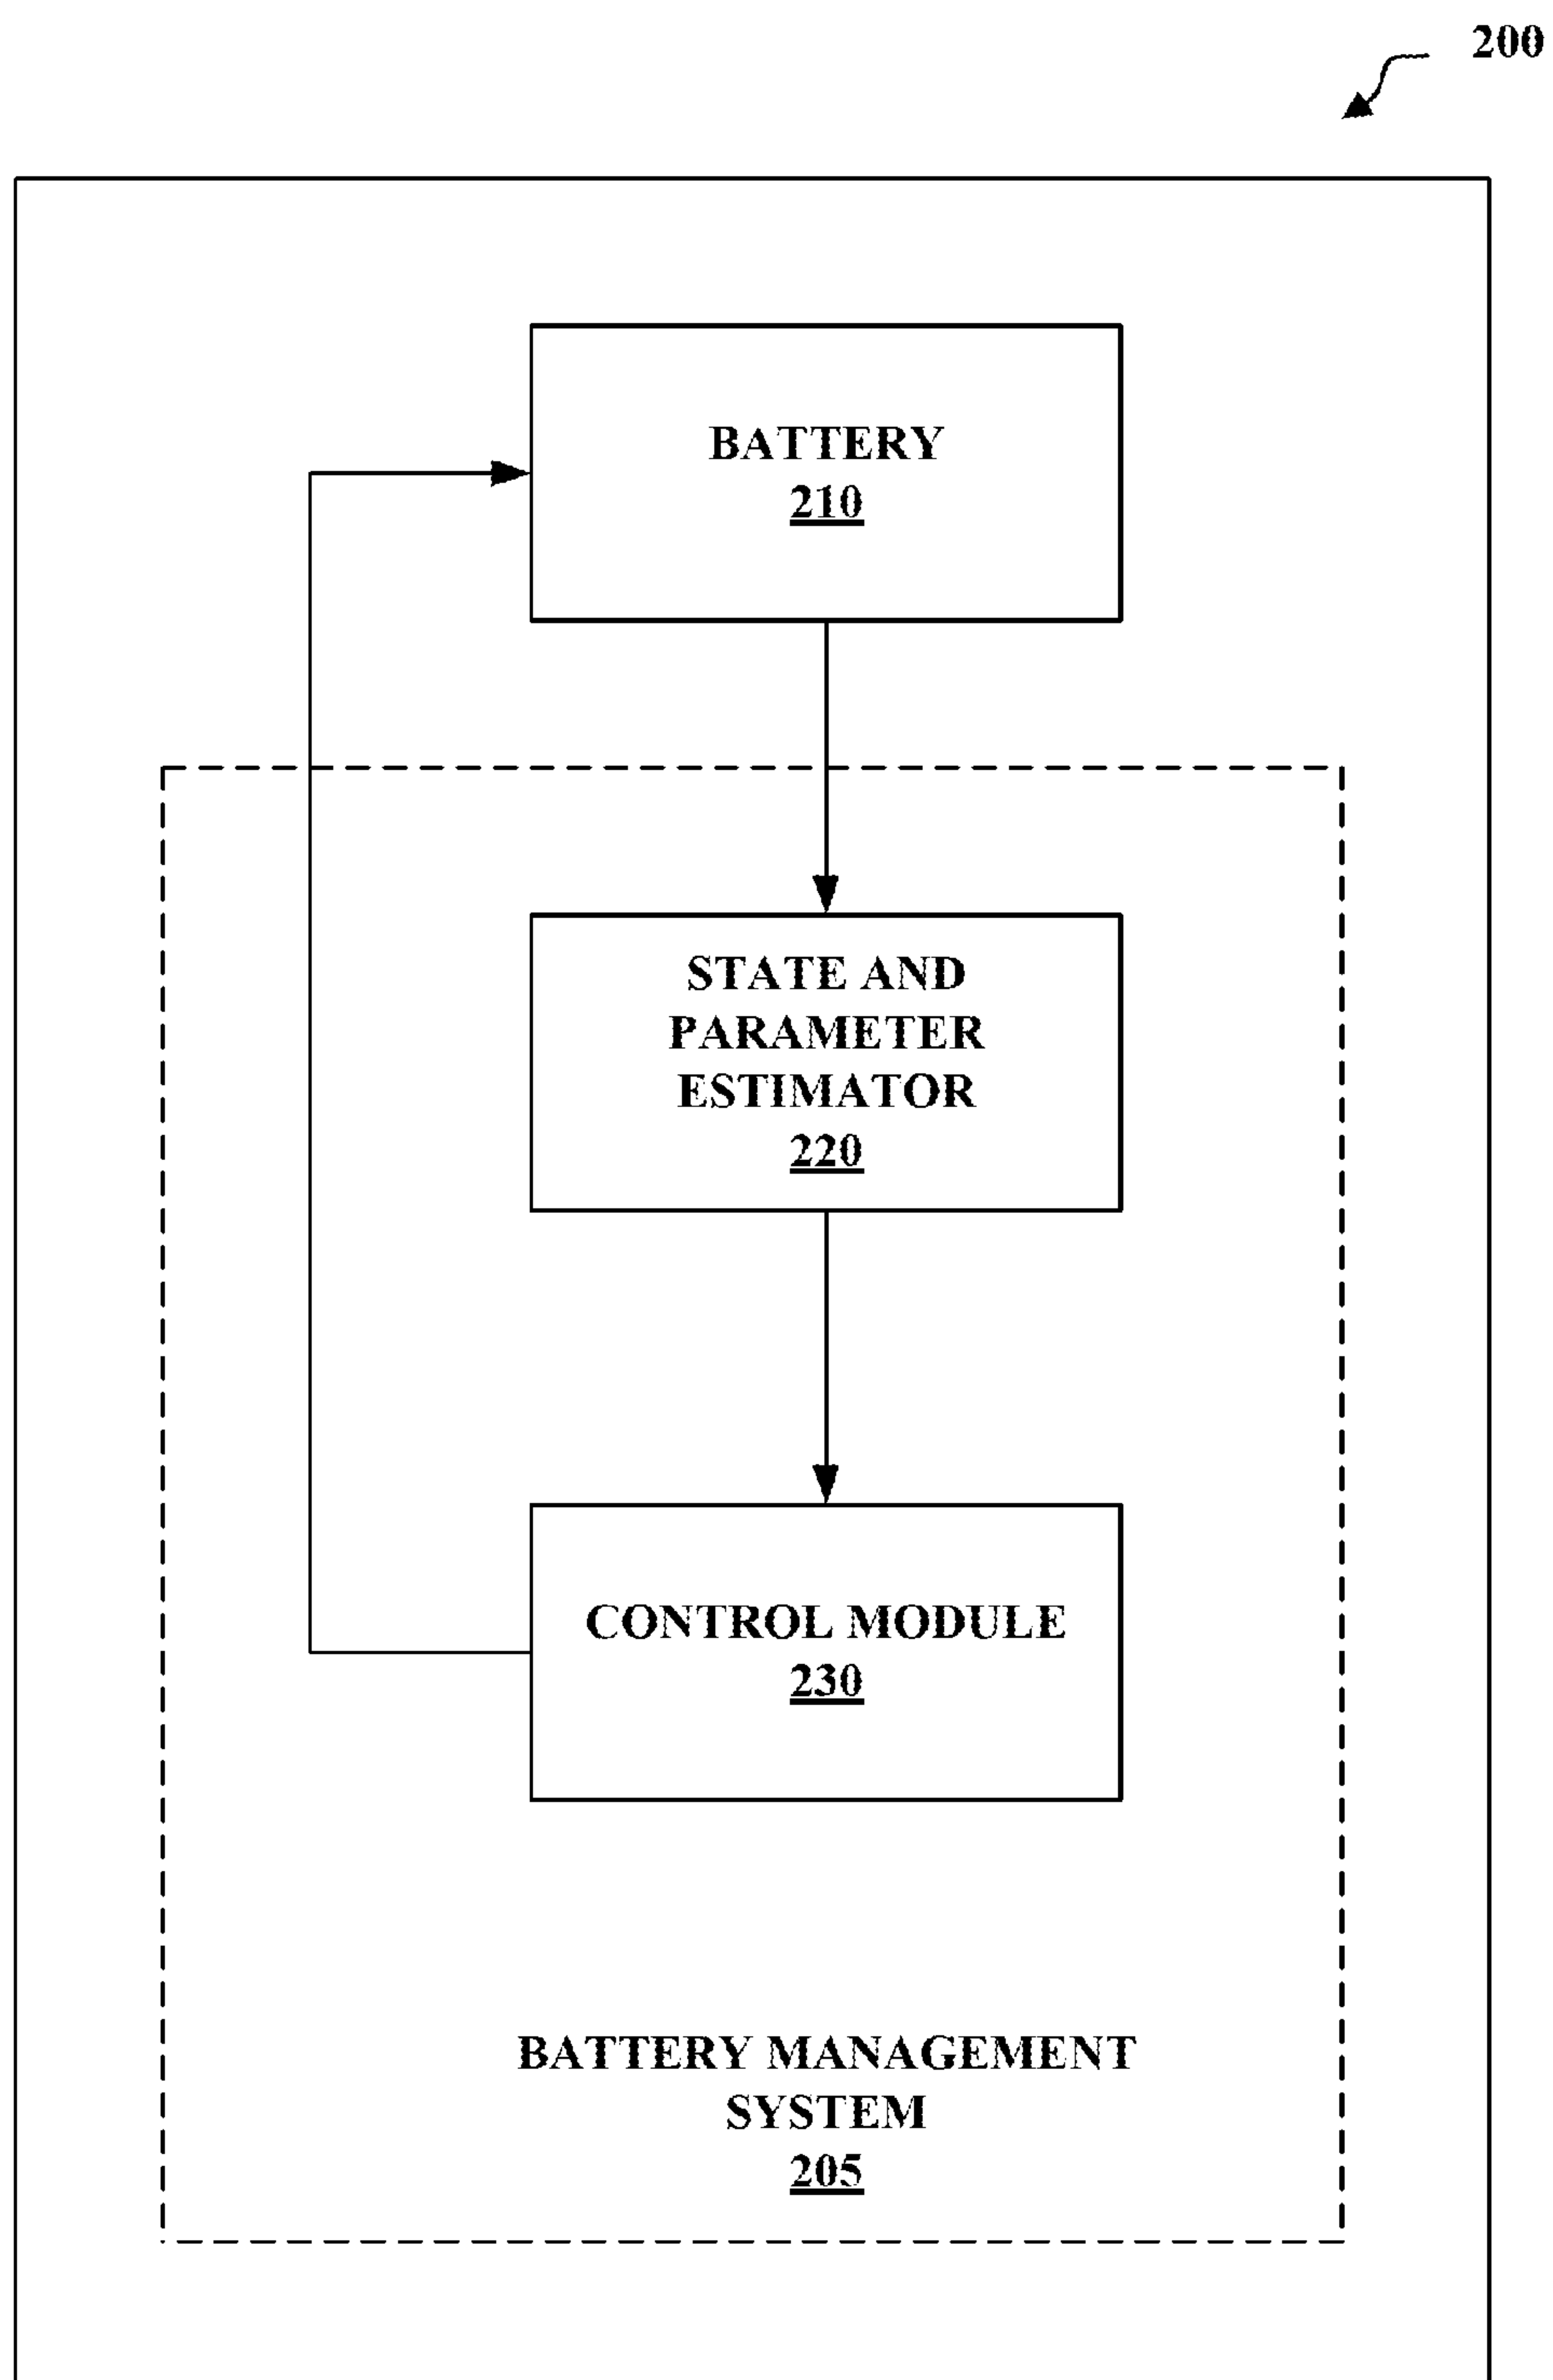 200
BATTERY
210
STATE AND
PARAMETER
ESTIMATOR
220
CONTROL MODULE
230
BATTERY MANAGEMENT
SYSTEM
205